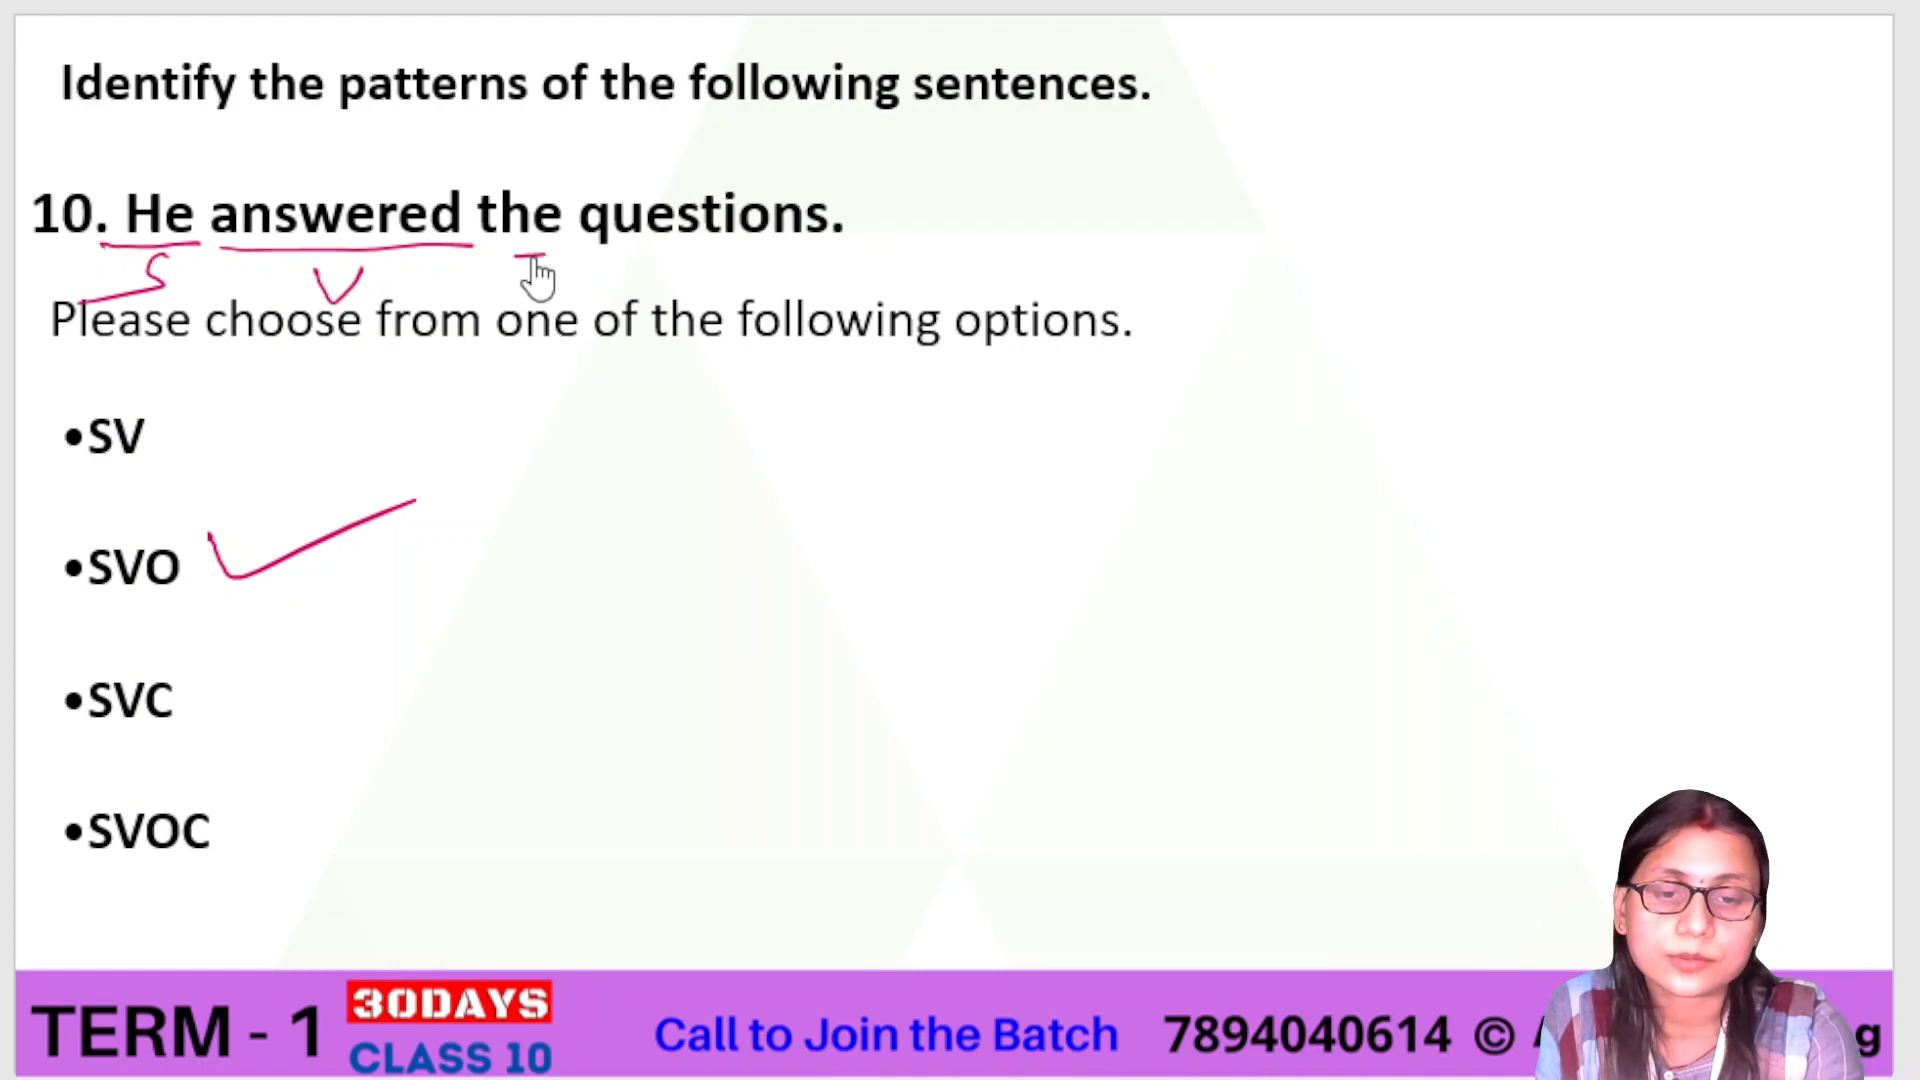 Identify the patterns of the following sentences.
10. He answered the questions.
S V
Please choose from one of the following options.
•SV
•SVO
•SVC
•SVOC
TERM - 1 30DAYS CLASS 10 Call to Join the Batch 7894040614 ©